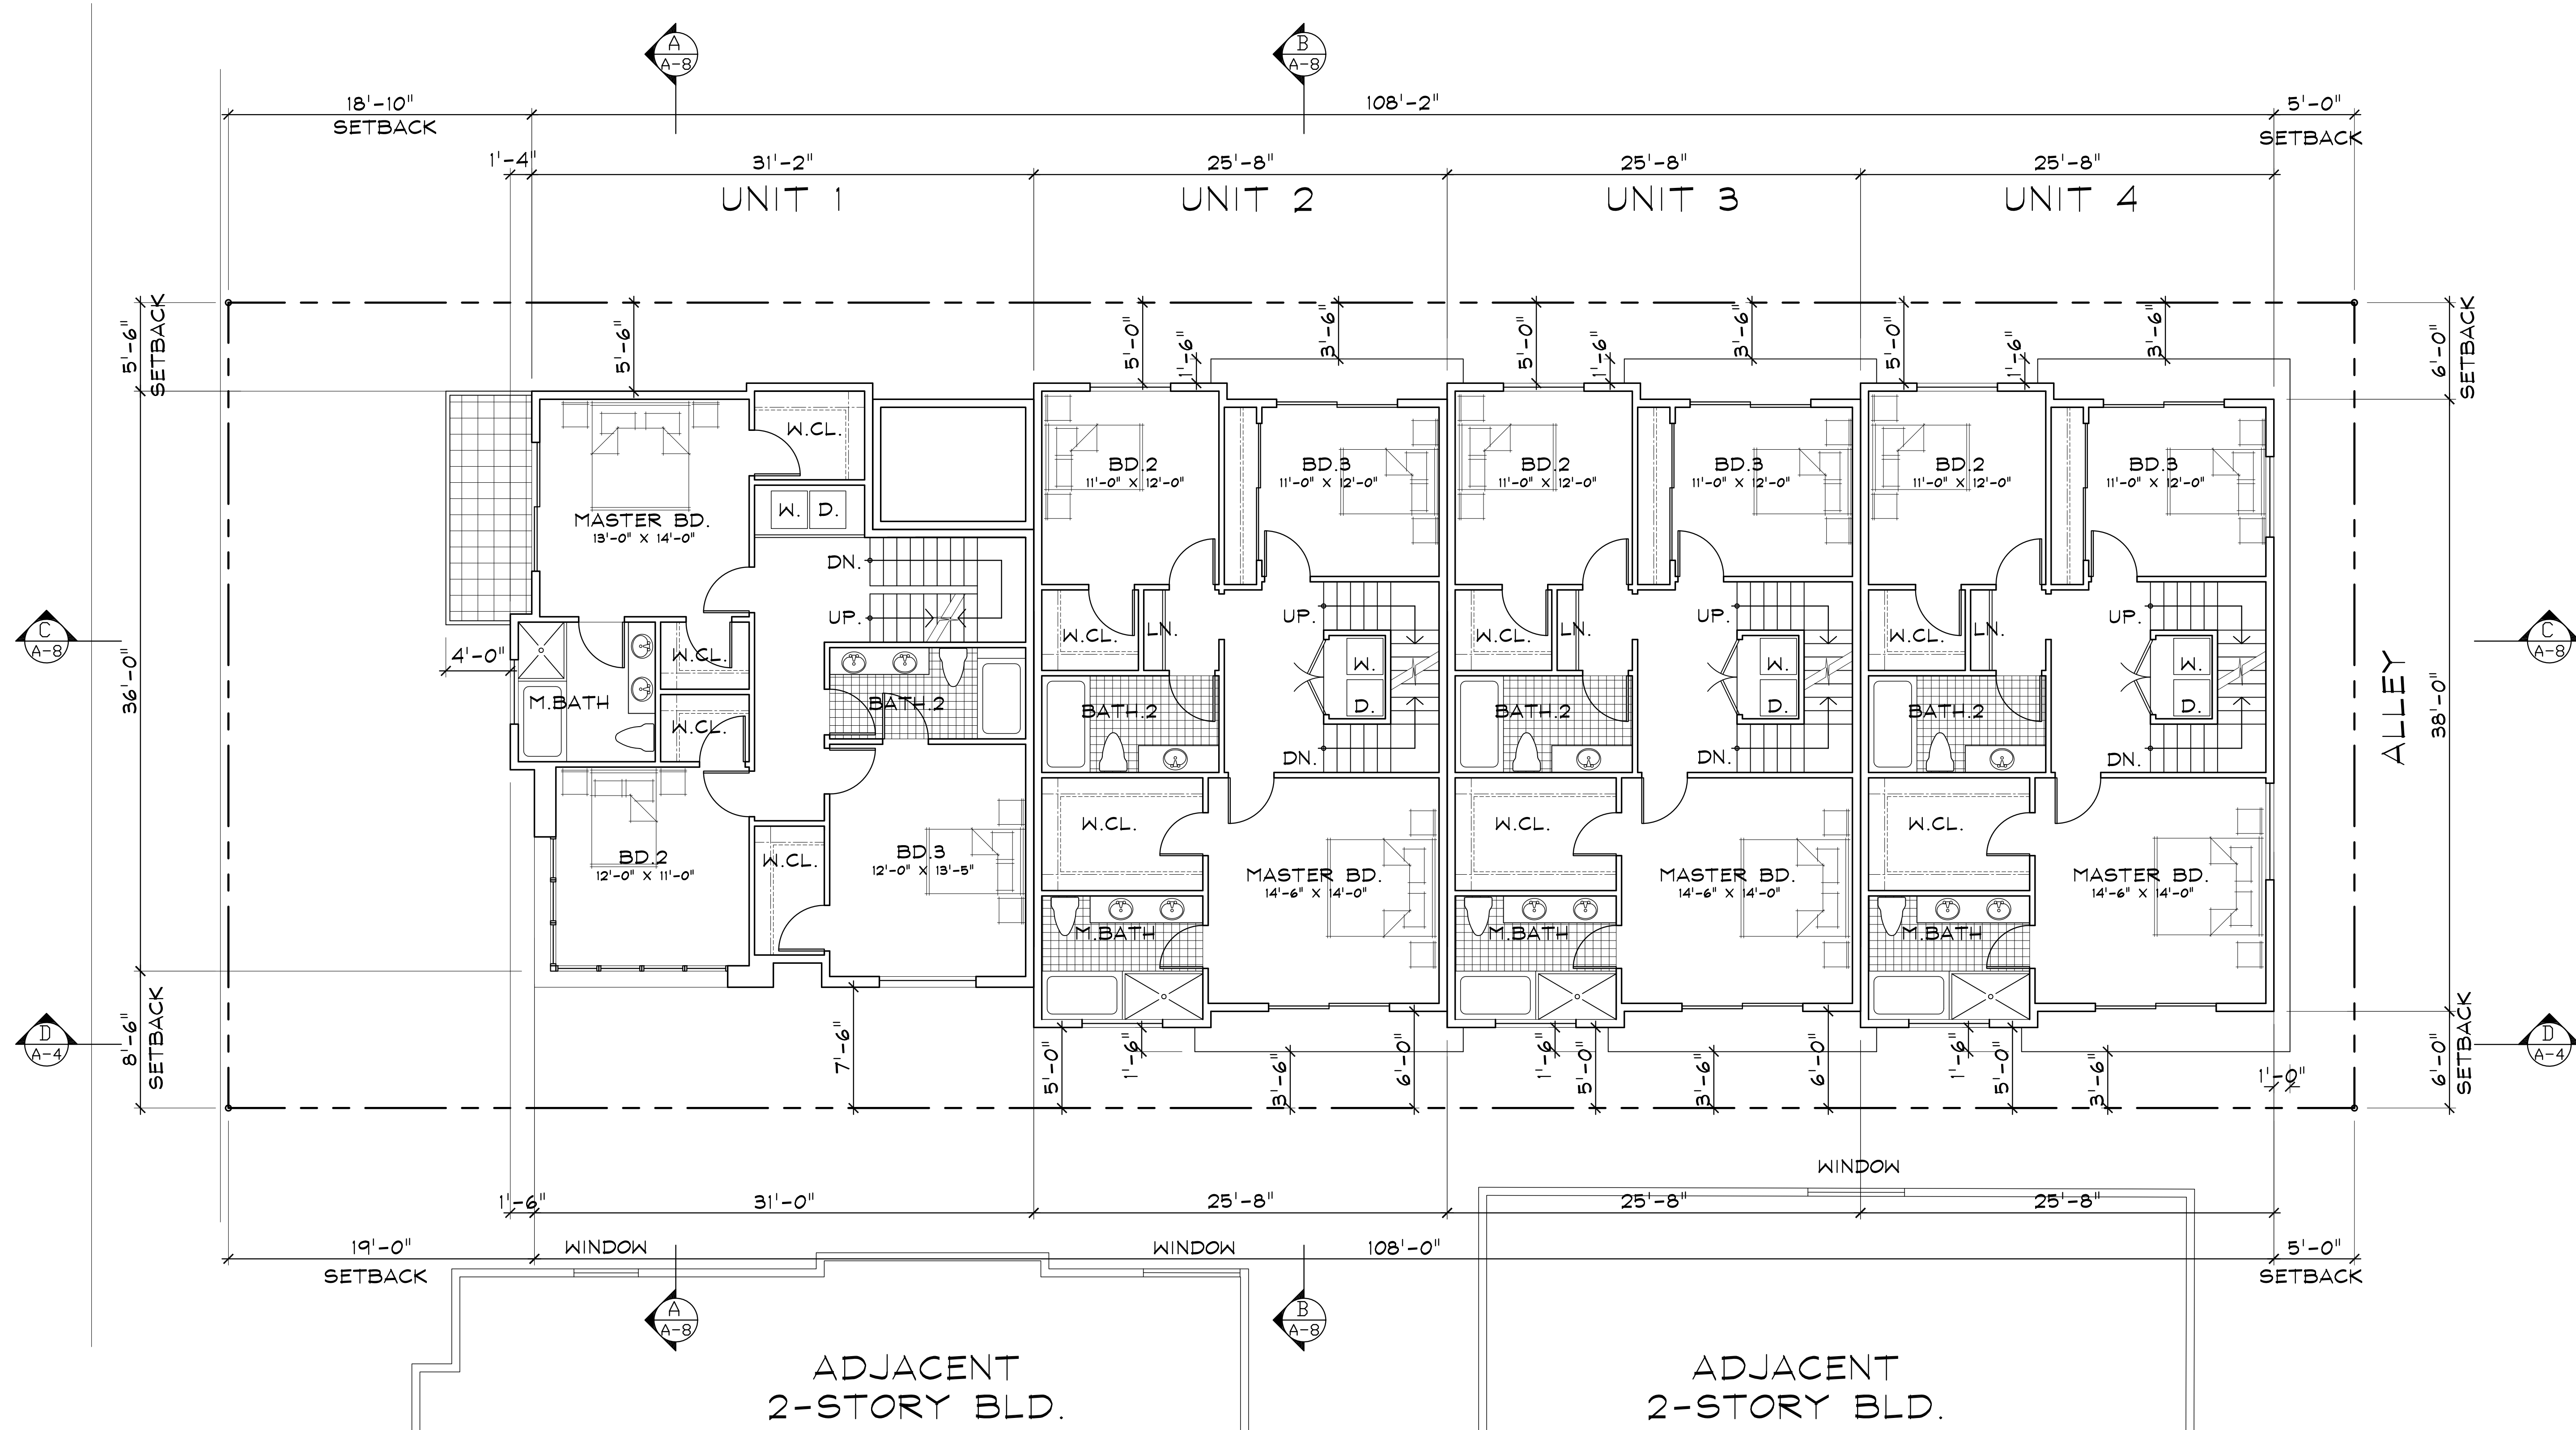 A
A-8
B
A-8
18'-10"
108'-2"
5'-0"
SETBACK
SETBACK
1'-4"
31'-2"
25'-8"
25'-8"
25'-8"
UNIT 1
UNIT 2
UNIT 3
UNIT 4
5'-6"
SETBACK
5'-6"
5'-0"
1'-6"
3'-6"
5'-0"
1'-6"
3'-6"
5'-0"
1'-6"
3'-6"
6'-0"
SETBACK
W.CL.
BD.2
11'-0" X 12'-0"
BD.3
11'-0" X 12'-0"
BD.2
11'-0" X 12'-0"
BD.3
11'-0" X 12'-0"
BD.2
11'-0" X 12'-0"
BD.3
11'-0" X 12'-0"
W.
D.
MASTER BD.
13'-0" X 14'-0"
DN.
UP.
UP.
UP.
UP.
C
A-8
C
A-8
W.CL.
LN.
W.CL.
LN.
W.CL.
LN.
4'-0"
W.CL.
W.
W.
W.
36'-0"
M.BATH
BATH.2
BATH.2
D.
BATH.2
D.
BATH.2
D.
ALLEY
38'-0"
W.CL.
DN.
DN.
DN.
W.CL.
W.CL.
W.CL.
BD.2
12'-0" X 11'-0"
W.CL.
BD.3
12'-0" X 13'-5"
MASTER BD.
14'-6" X 14'-0"
MASTER BD.
14'-6" X 14'-0"
MASTER BD.
14'-6" X 14'-0"
M.BATH
M.BATH
M.BATH
D
A-4
D
A-4
8'-6"
SETBACK
7'-6"
5'-0"
1'-6"
3'-6"
6'-0"
1'-6"
5'-0"
3'-6"
6'-0"
1'-6"
5'-0"
3'-6"
1'-0"
6'-0"
SETBACK
WINDOW
1'-6"
31'-0"
25'-8"
25'-8"
25'-8"
19'-0"
WINDOW
WINDOW
108'-0"
5'-0"
SETBACK
SETBACK
A
A-8
B
A-8
ADJACENT
2-STORY BLD.
ADJACENT
2-STORY BLD.